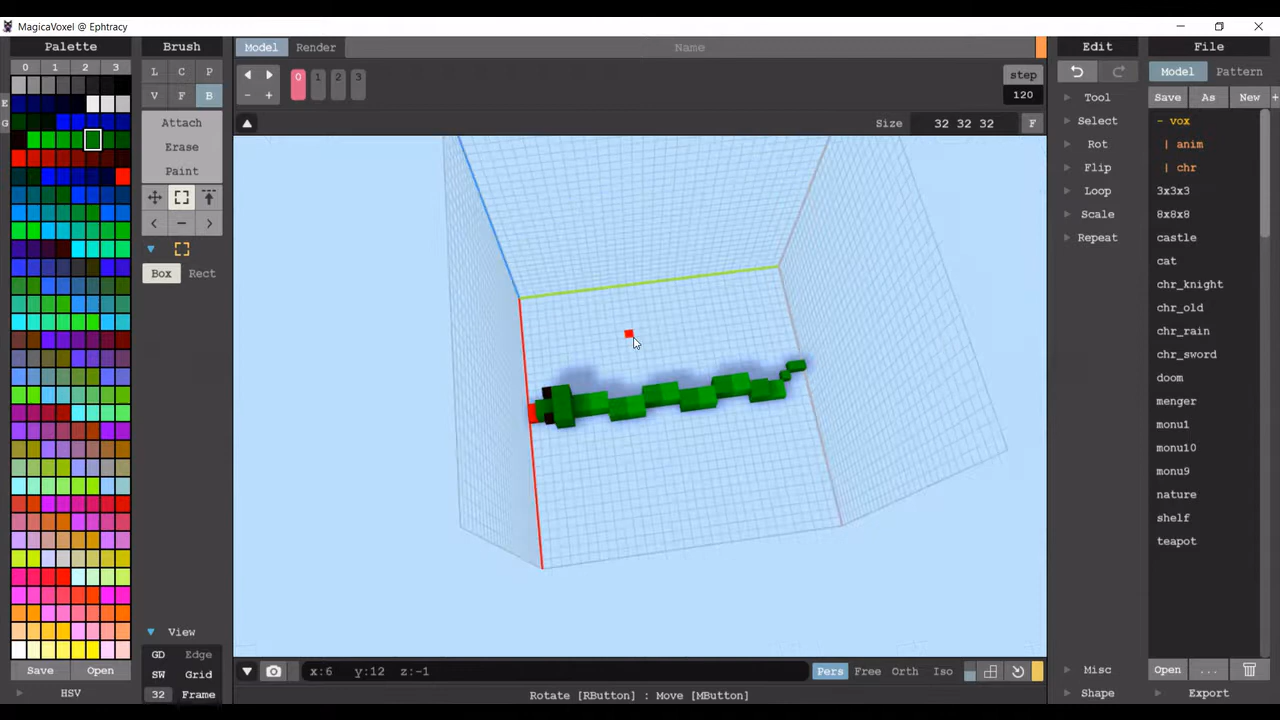 MagicaVoxel @ Ephtracy
Palette
Brush
Model
Render
Name
Edit
File
0
1
2
3
L
C
P
0
1
2
3
step
Model
Pattern
V
F
B
120
Tool
Save
As
New
+
E
G
Attach
Size
32 32 32
F
Select
- vox
Erase
Rot
| anim
Paint
Flip
| chr
Loop
3x3x3
Scale
8x8x8
Repeat
castle
cat
Box
Rect
chr_knight
chr_old
chr_rain
chr_sword
doom
menger
monu1
monu10
monu9
nature
shelf
teapot
View
GD
Edge
Save
Open
SW
Grid
x:6 y:12 z:-1
Pers
Free
Orth
Iso
Misc
Open
...
HSV
32
Frame
Rotate [RButton] : Move [MButton]
Shape
Export